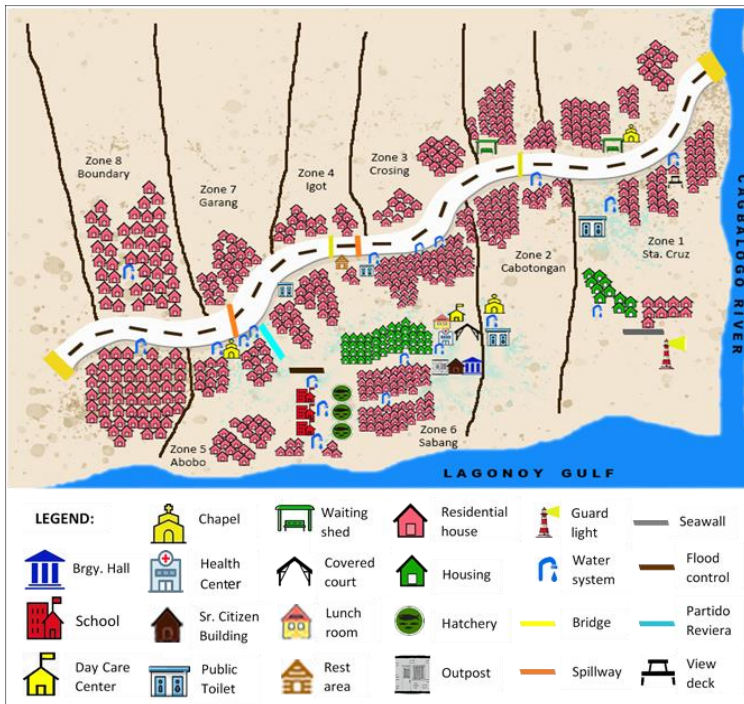 Zone 8
Boundary
Zone 7
Garang
Zone 4
Igot
Zone 3
Crosing
Zone 2
Cabotongan
Zone 1
Sta. Cruz
Zone 5
Abobo
Zone 6
Sabang
CAGBALOGO RIVER
LAGONOY GULF
LEGEND:
Chapel
Waiting
shed
Residential
house
Guard
light
Seawall
Brgy. Hall
Health
Center
Covered
court
Housing
Water
system
Flood
control
School
Sr. Citizen
Building
Lunch
room
Hatchery
Bridge
Partido
Reviera
Day Care
Center
Public
Toilet
Rest
area
Outpost
Spillway
View
deck